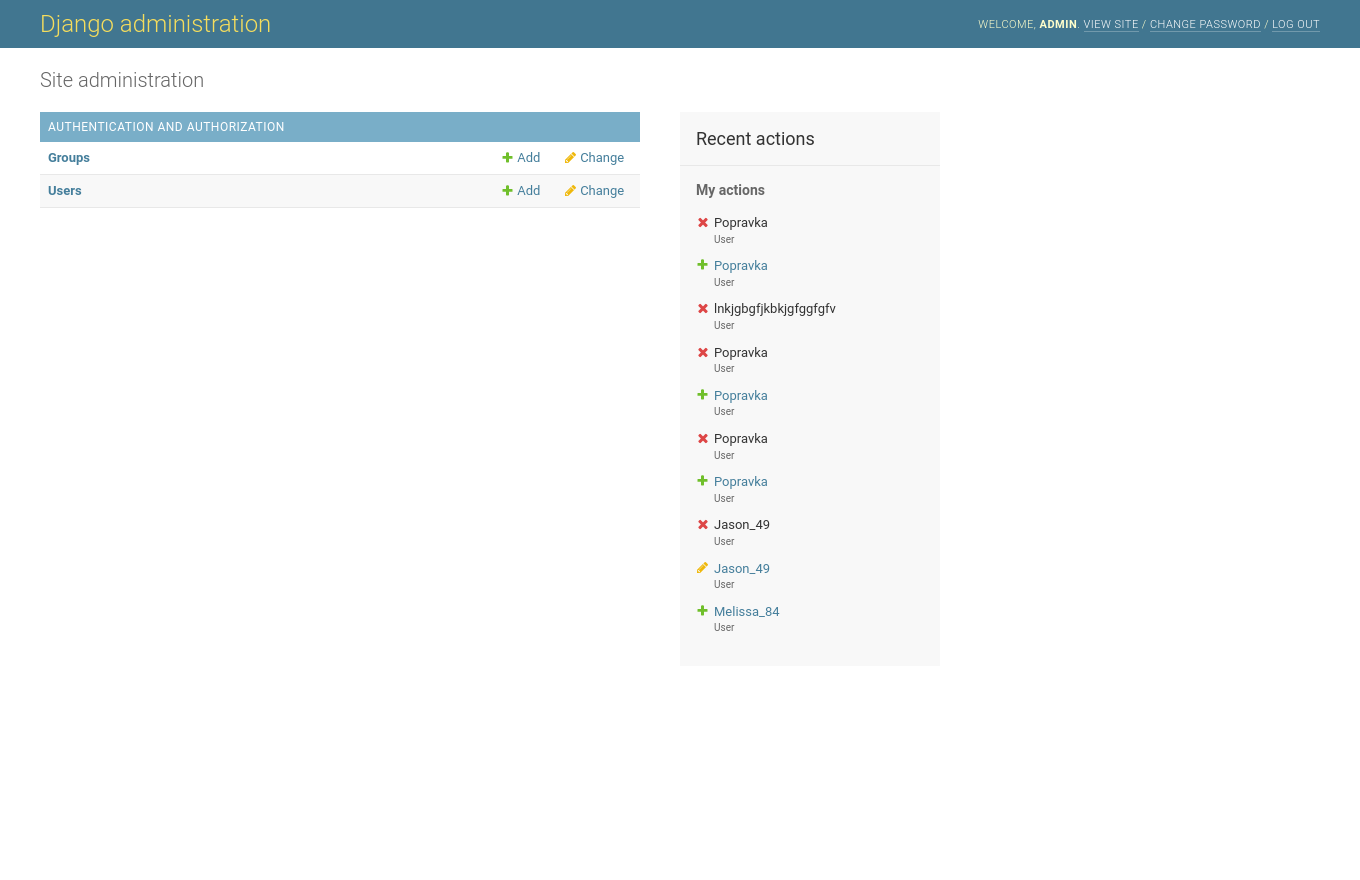 Django administration
WELCOME, ADMIN. VIEW SITE / CHANGE PASSWORD / LOG OUT
Site administration
AUTHENTICATION AND AUTHORIZATION
Groups Add Change
Users Add Change
Recent actions
My actions
Popravka
User
Popravka
User
lnkjgbgfjkbkjgfggfgfv
User
Popravka
User
Popravka
User
Popravka
User
Popravka
User
Jason_49
User
Jason_49
User
Melissa_84
User